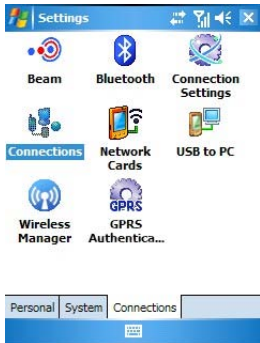 Settings
Beam
Bluetooth
Connection
Settings
Connections
Network
Cards
USB to PC
Wireless
Manager
GPRS
GPRS
Authentica...
Personal
System
Connections